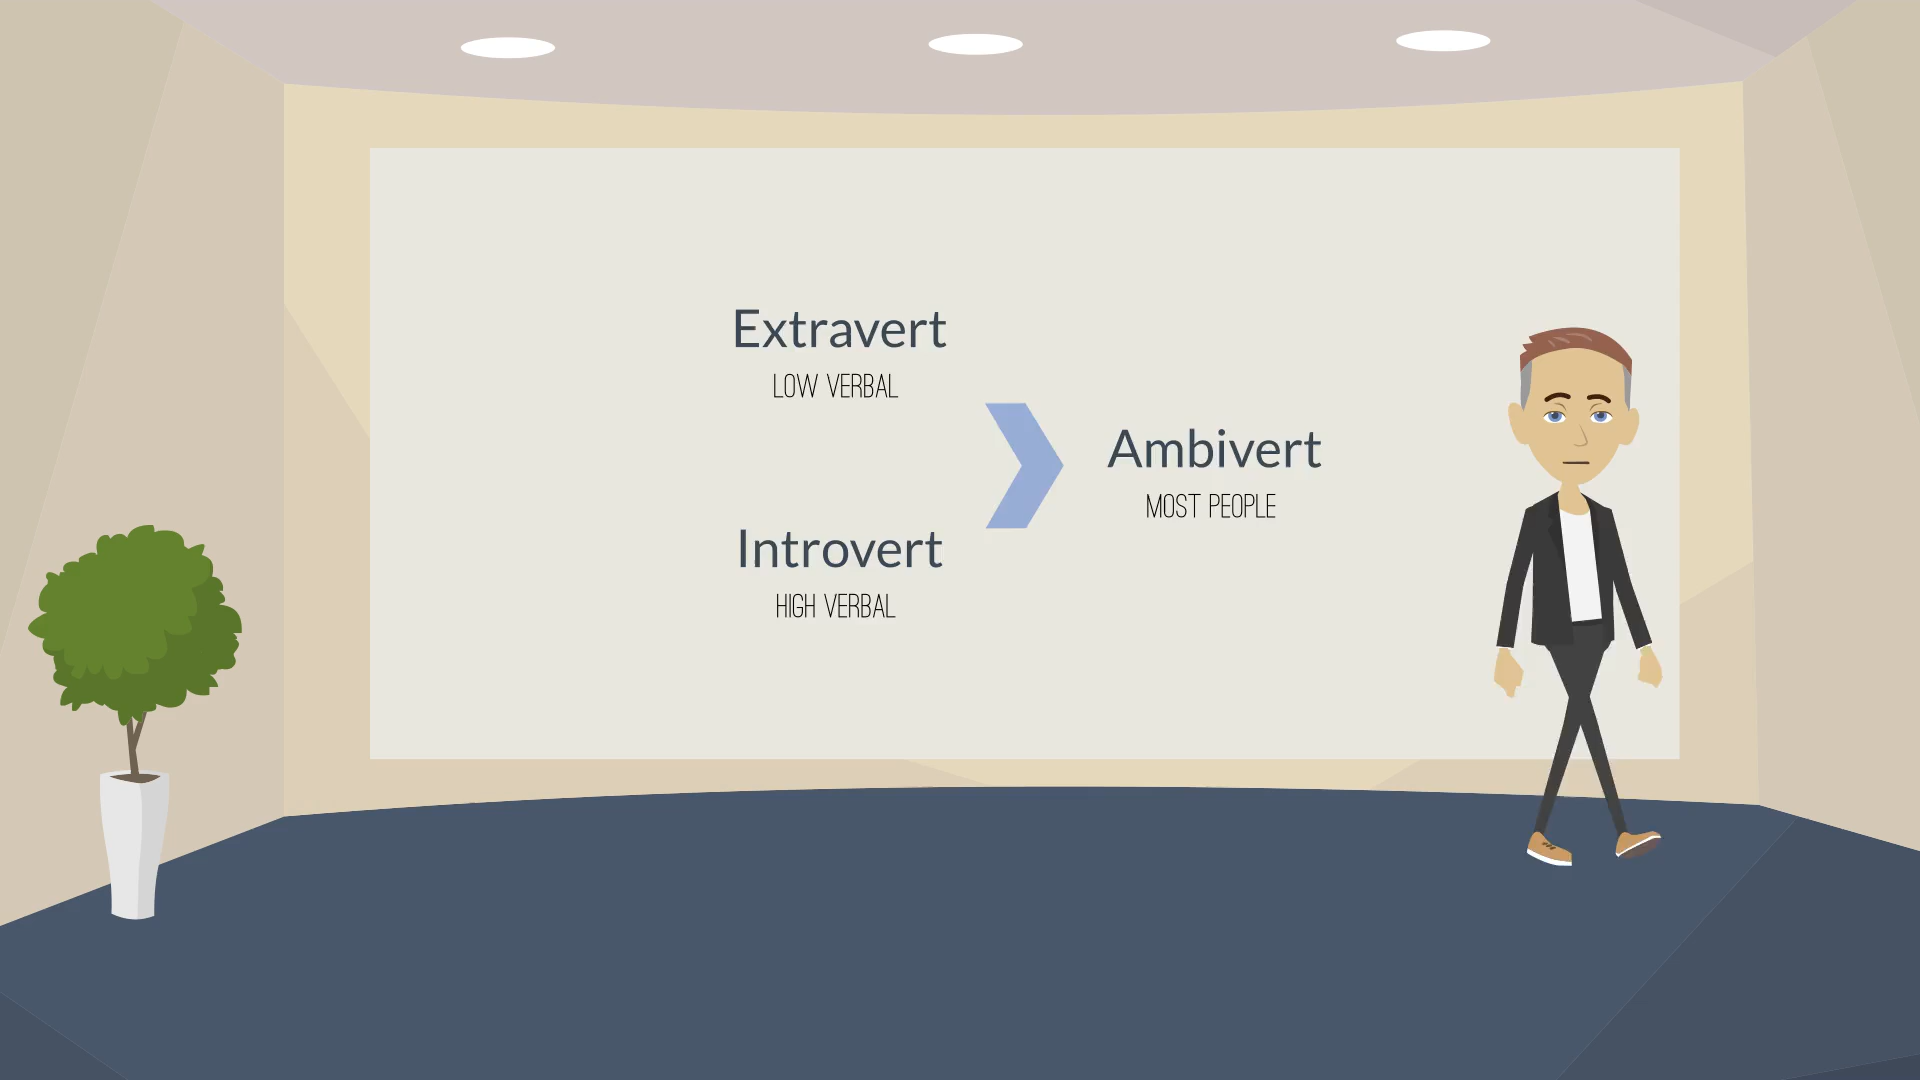 Extravert
LOW VERBAL
Introvert
HIGH VERBAL
Ambivert
MOST PEOPLE